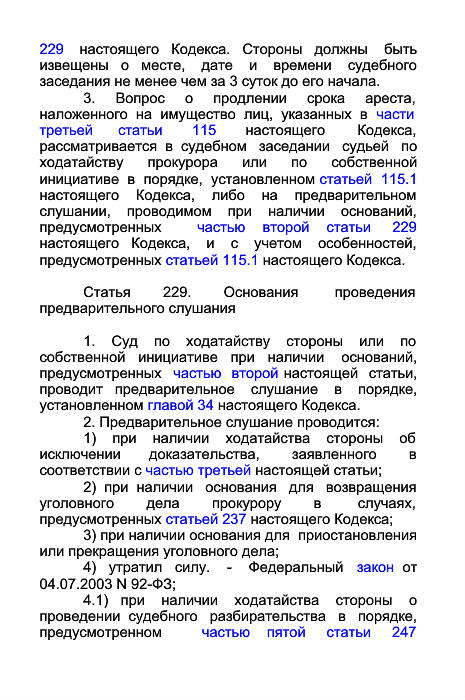 229 настоящего Кодекса. Стороны должны быть
извещены о месте, дате и времени судебного
заседания не менее чем за 3 суток до его начала.
3. Вопрос о продлении срока ареста,
наложенного на имущество лиц, указанных в части
третьей статьи 115 настоящего Кодекса,
рассматривается в судебном заседании судьей по
ходатайству прокурора или по собственной
инициативе в порядке, установленном статьей 115.1
настоящего Кодекса, либо на предварительном
слушании, проводимом при наличии оснований,
предусмотренных частью второй статьи 229
настоящего Кодекса, и с учетом особенностей,
предусмотренных статьей 115.1 настоящего Кодекса.
Статья 229. Основания проведения
предварительного слушания
1. Суд по ходатайству стороны или по
собственной инициативе при наличии оснований,
предусмотренных частью второй настоящей статьи,
проводит предварительное слушание в порядке,
установленном главой 34 настоящего Кодекса.
2. Предварительное слушание проводится:
1) при наличии ходатайства стороны об
исключении доказательства, заявленного в
соответствии с частью третьей настоящей статьи;
2) при наличии основания для возвращения
уголовного дела прокурору в случаях,
предусмотренных статьей 237 настоящего Кодекса;
3) при наличии основания для приостановления
или прекращения уголовного дела;
4) утратил силу. - Федеральный закон от
04.07.2003 N 92-ФЗ;
4.1) при наличии ходатайства стороны о
проведении судебного разбирательства в порядке,
предусмотренном частью пятой статьи 247